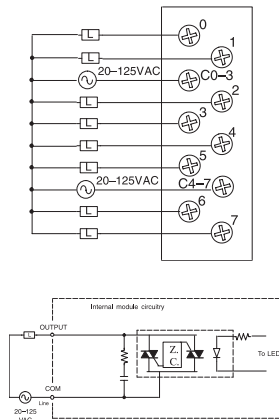 0
L
1
L
20–125VAC
C0–3
L
2
L
3
L
4
L
5
20–125VAC
C4–7
L
6
L
7
Internal module circuitry
OUTPUT
L
Z.
C.
To LED
COM
Line
20–125
VAC